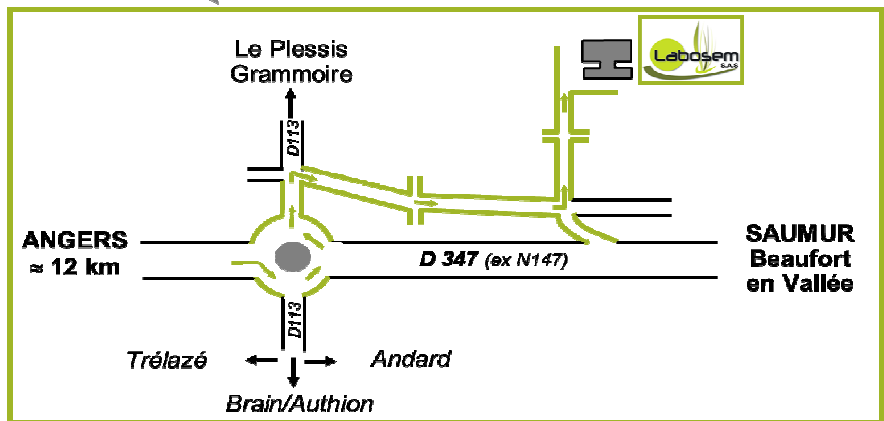 Le Plessis
Grammoire
Labosem
S.A.S
D113
ANGERS
≈ 12 km
D 347 (ex N147)
SAUMUR
Beaufort
en Vallée
D113
Trélazé
Andard
Brain/Authion